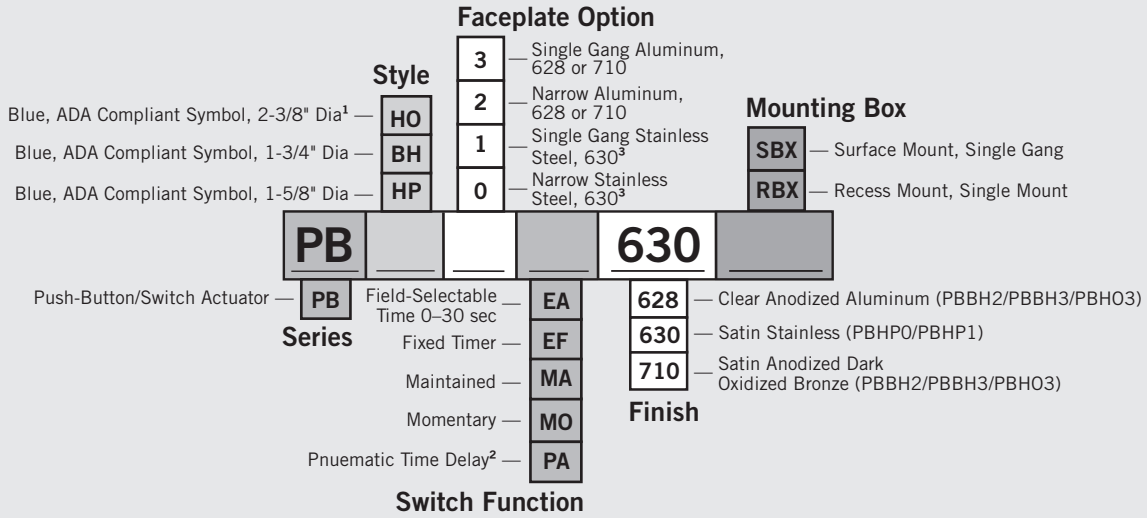 Faceplate Option
3 — Single Gang Aluminum,
628 or 710
2 — Narrow Aluminum,
628 or 710
1 — Single Gang Stainless
Steel, 630³
0 — Narrow Stainless
Steel, 630³
Style
Blue, ADA Compliant Symbol, 2-3/8" Dia¹ — HO
Blue, ADA Compliant Symbol, 1-3/4" Dia — BH
Blue, ADA Compliant Symbol, 1-5/8" Dia — HP
Mounting Box
SBX — Surface Mount, Single Gang
RBX — Recess Mount, Single Mount
PB 630
Push-Button/Switch Actuator — PB
Series
Field-Selectable
Time 0–30 sec — EA
Fixed Timer — EF
Maintained — MA
Momentary — MO
Pnuematic Time Delay² — PA
Switch Function
628 — Clear Anodized Aluminum (PBBH2/PBBH3/PBHO3)
630 — Satin Stainless (PBHP0/PBHP1)
710 — Satin Anodized Dark
Oxidized Bronze (PBBH2/PBBH3/PBHO3)
Finish